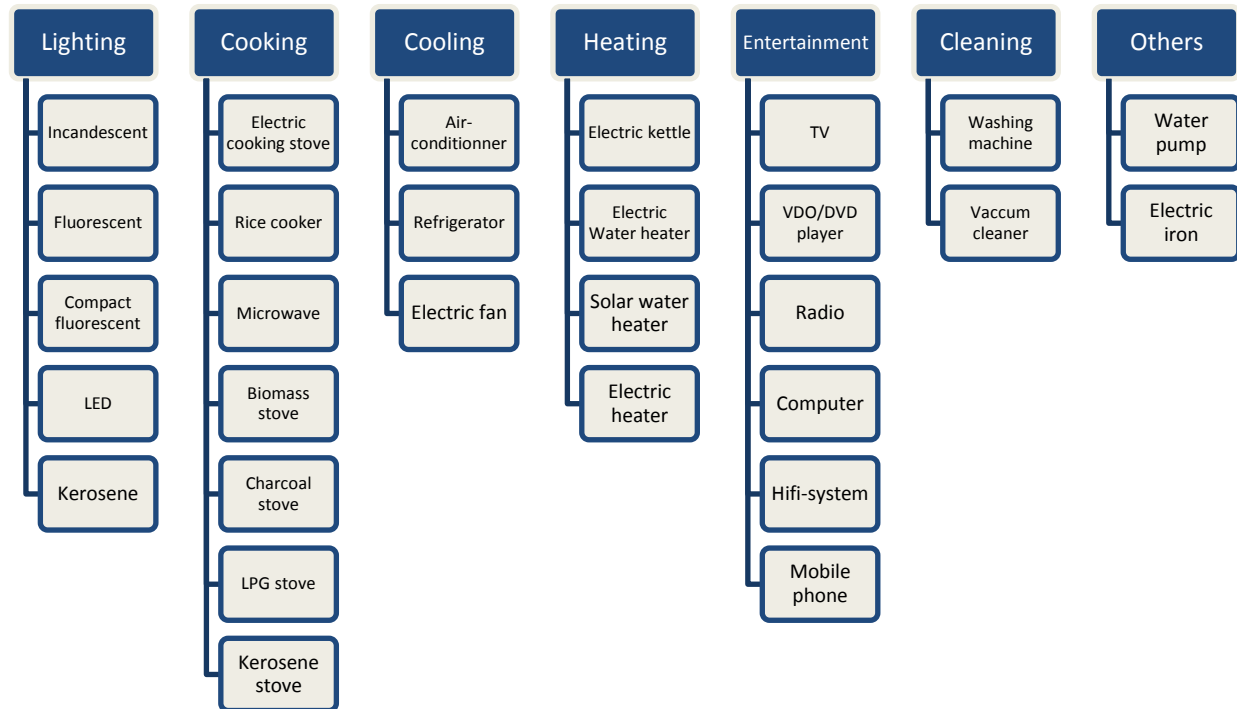 Lighting
Incandescent
Fluorescent
Compact
fluorescent
LED
Kerosene
Cooking
Electric
cooking stove
Rice cooker
Microwave
Biomass
stove
Charcoal
stove
LPG stove
Kerosene
stove
Cooling
Air-
conditionner
Refrigerator
Electric fan
Heating
Electric kettle
Electric
Water heater
Solar water
heater
Electric
heater
Entertainment
TV
VDO/DVD
player
Radio
Computer
Hifi-system
Mobile
phone
Cleaning
Washing
machine
Vaccum
cleaner
Others
Water
pump
Electric
iron